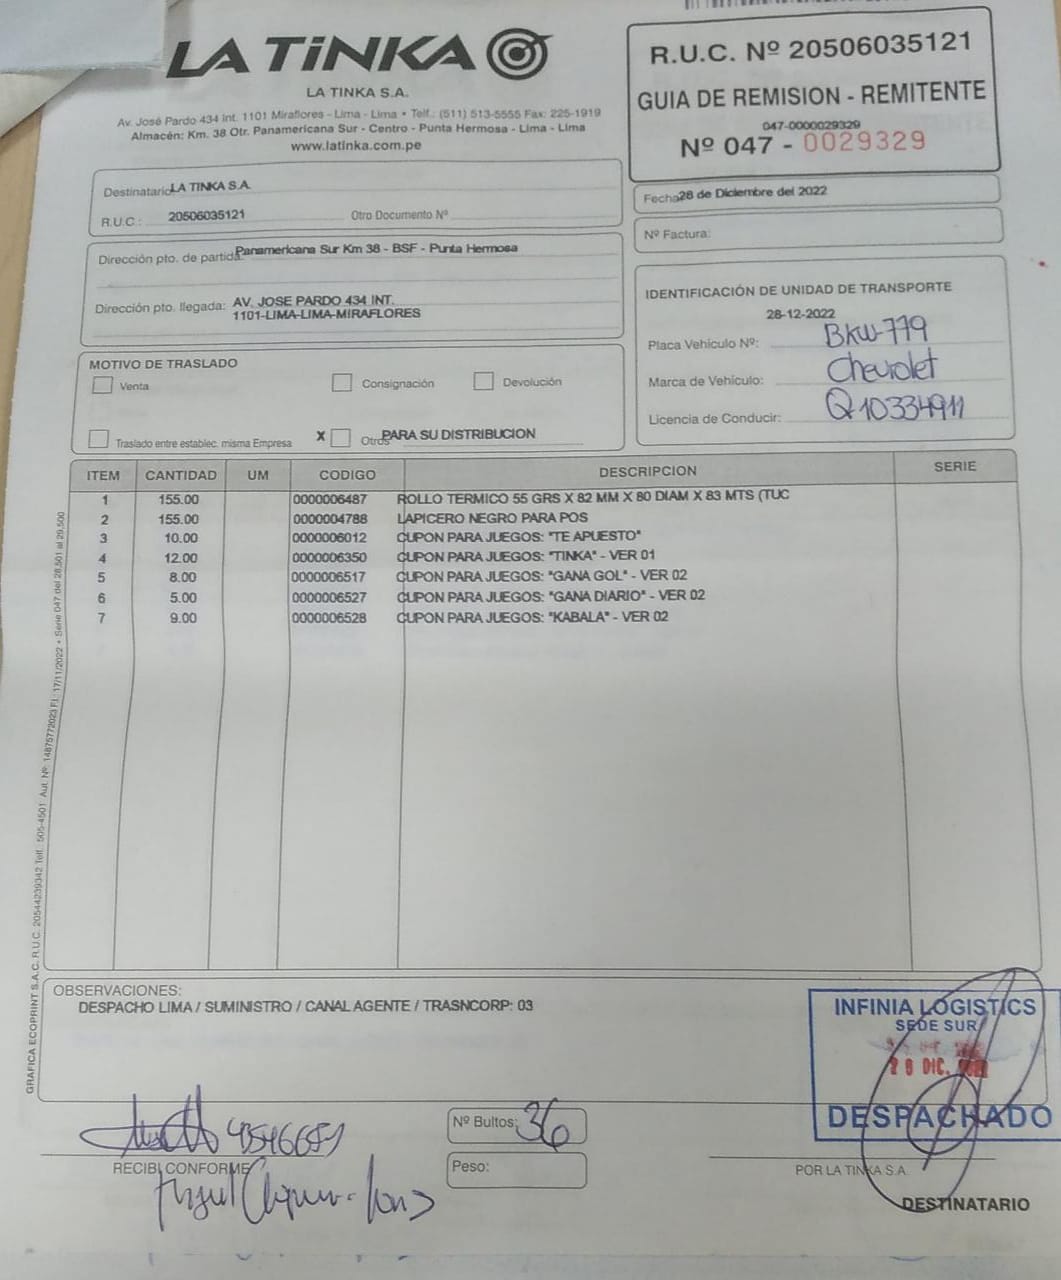 LA TiNKA
LA TINKA S.A.
Av. José Pardo 434 Int. 1101 Miraflores - Lima - Lima • Telf.: (511) 513-5555 Fax: 225-1919
Almacén: Km. 38 Otr. Panamericana Sur - Centro - Punta Hermosa - Lima - Lima
www.latinka.com.pe
R.U.C. Nº 20506035121
GUIA DE REMISION - REMITENTE
047-0000029329
Nº 047 - 0029329
Destinatario LA TINKA S.A.
R.U.C.: 20506035121 Otro Documento Nº
Fecha 28 de Diciembre del 2022
Nº Factura:
Dirección pto. de partida: Panamericana Sur Km 38 - BSF - Punta Hermosa
Dirección pto. llegada: AV. JOSE PARDO 434 INT.
1101-LIMA-LIMA-MIRAFLORES
IDENTIFICACIÓN DE UNIDAD DE TRANSPORTE
28-12-2022
Placa Vehículo Nº: BKW-779
Marca de Vehículo: Chevrolet
Licencia de Conducir: Q10334911
MOTIVO DE TRASLADO
Venta Consignación Devolución
Traslado entre establec. misma Empresa X Otros PARA SU DISTRIBUCION
ITEM CANTIDAD UM CODIGO DESCRIPCION SERIE
1 155.00 0000006487 ROLLO TERMICO 55 GRS X 82 MM X 80 DIAM X 83 MTS (TUC
2 155.00 0000004788 LAPICERO NEGRO PARA POS
3 10.00 0000006012 CUPON PARA JUEGOS: "TE APUESTO"
4 12.00 0000006350 CUPON PARA JUEGOS: "TINKA" - VER 01
5 8.00 0000006517 CUPON PARA JUEGOS: "GANA GOL" - VER 02
6 5.00 0000006527 CUPON PARA JUEGOS: "GANA DIARIO" - VER 02
7 9.00 0000006528 CUPON PARA JUEGOS: "KABALA" - VER 02
GRAFICA ECOPRINT S.A.C. R.U.C. 20544239342 Telf.: 505-4501 Aut. Nº: 14875772023 F.I.: 17/11/2022 • Serie 047 del 28,501 al 29,500
OBSERVACIONES:
DESPACHO LIMA / SUMINISTRO / CANAL AGENTE / TRASNCORP: 03
INFINIA LOGISTICS
SEDE SUR
DIC.
DESPACHADO
Nº Bultos: 36
RECIBI CONFORME
Peso:
POR LA TINKA S.A.
DESTINATARIO